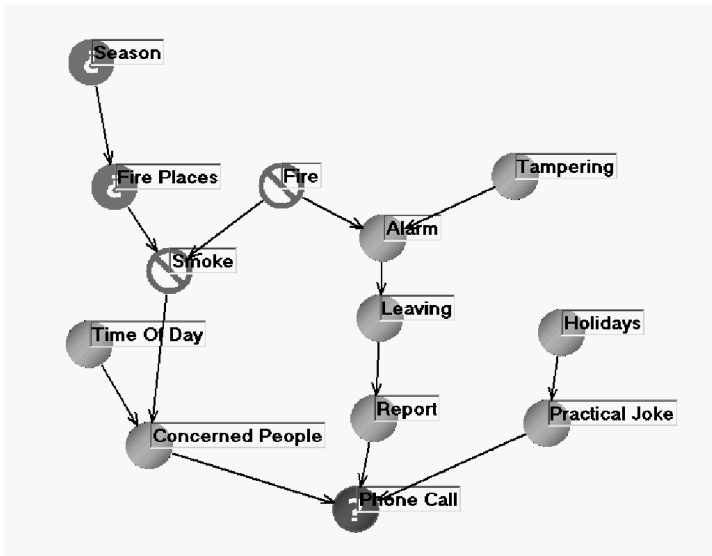 Season
¿
Fire Places
¿
Fire
Tampering
Alarm
Smoke
Leaving
Holidays
Time Of Day
Report
Practical Joke
Concerned People
Phone Call
?